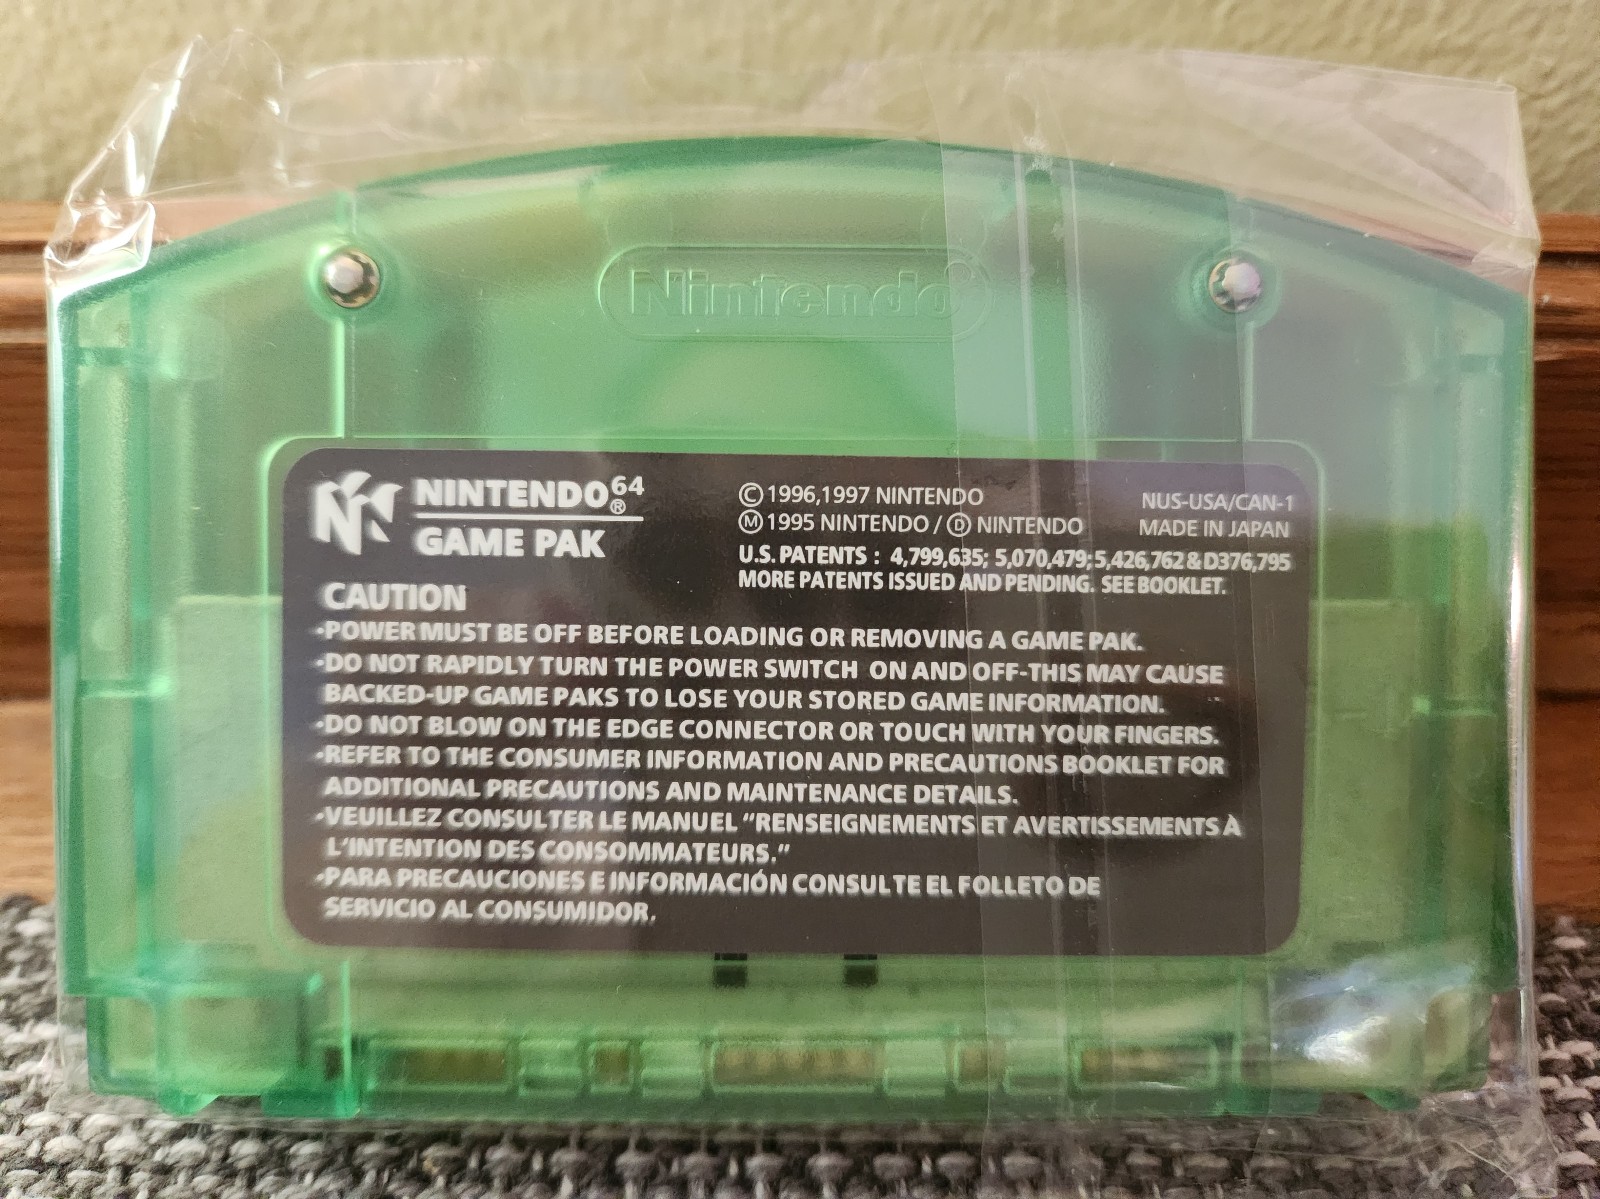 Nintendo®
NINTENDO64®
GAME PAK
©1996,1997 NINTENDO
Ⓜ1995 NINTENDO / Ⓓ NINTENDO
NUS-USA/CAN-1
MADE IN JAPAN
U.S. PATENTS : 4,799,635; 5,070,479; 5,426,762 & D376,795
MORE PATENTS ISSUED AND PENDING. SEE BOOKLET.
CAUTION
•POWER MUST BE OFF BEFORE LOADING OR REMOVING A GAME PAK.
•DO NOT RAPIDLY TURN THE POWER SWITCH ON AND OFF-THIS MAY CAUSE
BACKED-UP GAME PAKS TO LOSE YOUR STORED GAME INFORMATION.
•DO NOT BLOW ON THE EDGE CONNECTOR OR TOUCH WITH YOUR FINGERS.
•REFER TO THE CONSUMER INFORMATION AND PRECAUTIONS BOOKLET FOR
ADDITIONAL PRECAUTIONS AND MAINTENANCE DETAILS.
•VEUILLEZ CONSULTER LE MANUEL "RENSEIGNEMENTS ET AVERTISSEMENTS À
L'INTENTION DES CONSOMMATEURS."
•PARA PRECAUCIONES E INFORMACIÓN CONSULTE EL FOLLETO DE
SERVICIO AL CONSUMIDOR.